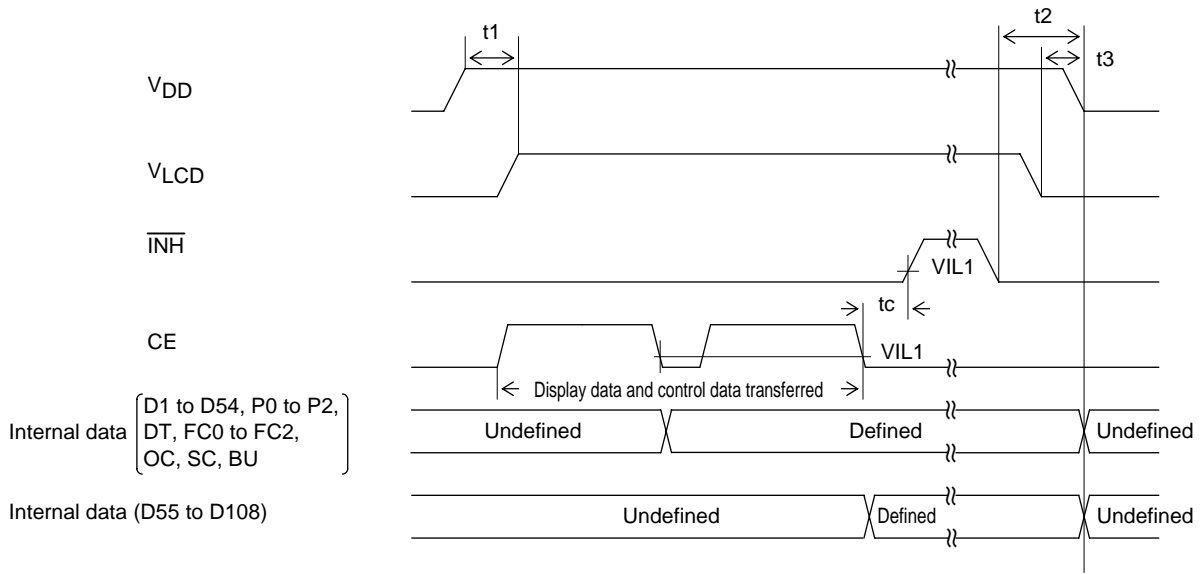 t1
t2
t3
VDD
VLCD
INH
VIL1
tc
CE
VIL1
Display data and control data transferred
Internal data
D1 to D54, P0 to P2,
DT, FC0 to FC2,
OC, SC, BU
Undefined
Defined
Undefined
Internal data (D55 to D108)
Undefined
Defined
Undefined